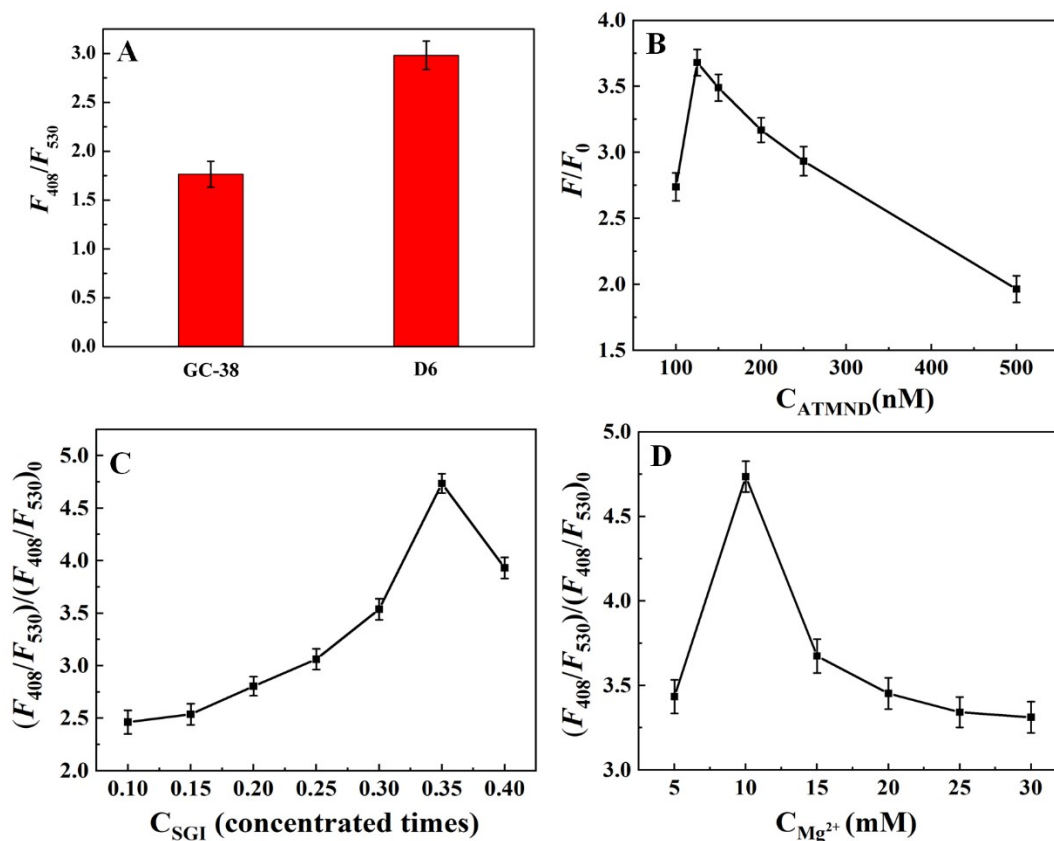 A
F408/F530
3.0
2.5
2.0
1.5
1.0
0.5
0.0
GC-38 D6
B
F/F0
4.0
3.5
3.0
2.5
2.0
1.5
100 200 300 400 500
CATMND(nM)
C
(F408/F530)/(F408/F530)0
5.0
4.5
4.0
3.5
3.0
2.5
2.0
0.10 0.15 0.20 0.25 0.30 0.35 0.40
CSGI (concentrated times)
D
(F408/F530)/(F408/F530)0
5.0
4.5
4.0
3.5
3.0
5 10 15 20 25 30
CMg2+ (mM)